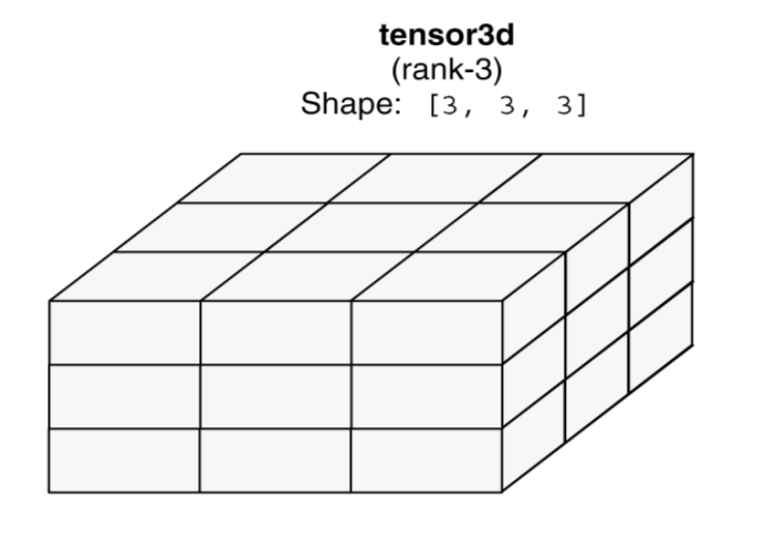 tensor3d
(rank-3)
Shape: [3, 3, 3]